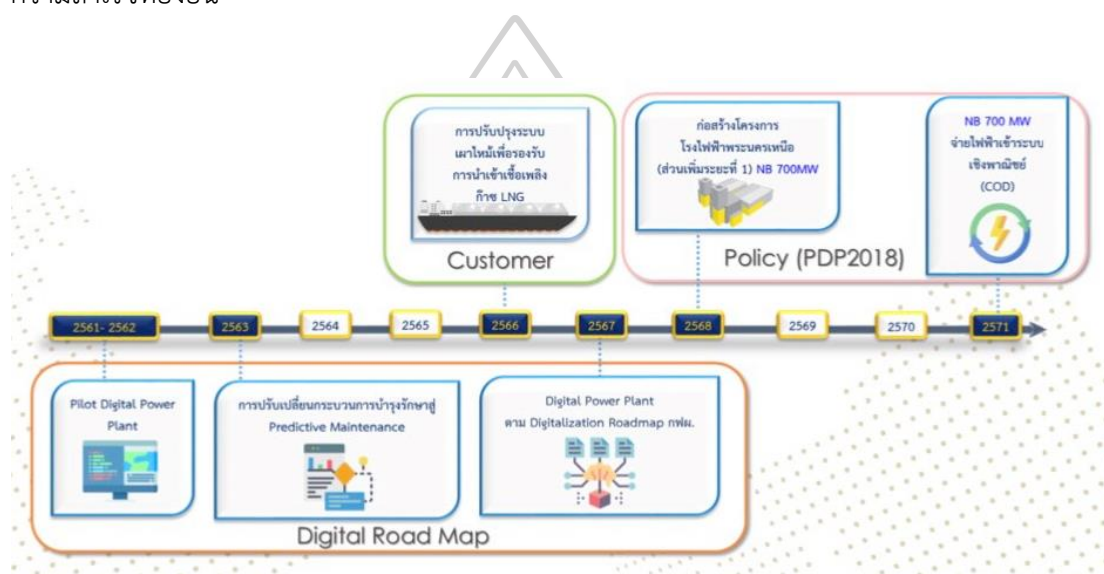 การปรับปรุงระบบ
เผาไหม้เพื่อรองรับ
การนำเข้าเชื้อเพลิง
ก๊าซ LNG
Customer
ก่อสร้างโครงการ
โรงไฟฟ้าพระนครเหนือ
(ส่วนเพิ่มระยะที่ 1) NB 700MW
NB 700 MW
จ่ายไฟฟ้าเข้าระบบ
เชิงพาณิชย์
(COD)
Policy (PDP2018)
2561- 2562
2563
2564
2565
2566
2567
2568
2569
2570
2571
Pilot Digital Power
Plant
การปรับเปลี่ยนกระบวนการบำรุงรักษาสู่
Predictive Maintenance
Digital Power Plant
ตาม Digitalization Roadmap กฟผ.
Digital Road Map